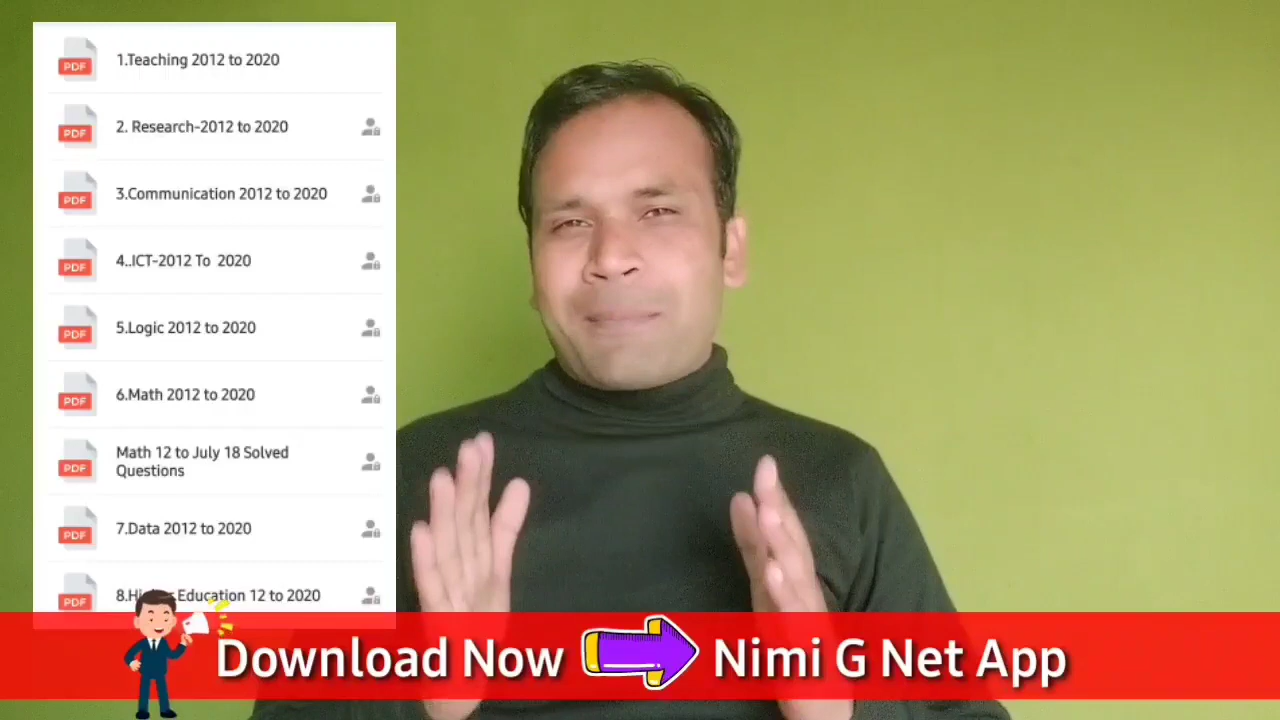 PDF
1.Teaching 2012 to 2020
PDF
2. Research-2012 to 2020
PDF
3.Communication 2012 to 2020
PDF
4..ICT-2012 To 2020
PDF
5.Logic 2012 to 2020
PDF
6.Math 2012 to 2020
PDF
Math 12 to July 18 Solved
Questions
PDF
7.Data 2012 to 2020
PDF
8.Higher Education 12 to 2020
Download Now Nimi G Net App